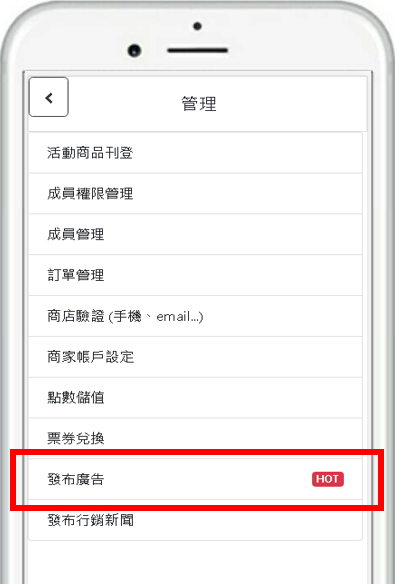 管理
活動商品刊登
成員權限管理
成員管理
訂單管理
商店驗證 (手機、email...)
商家帳戶設定
點數儲值
票券兌換
發布廣告 HOT
發布行銷新聞